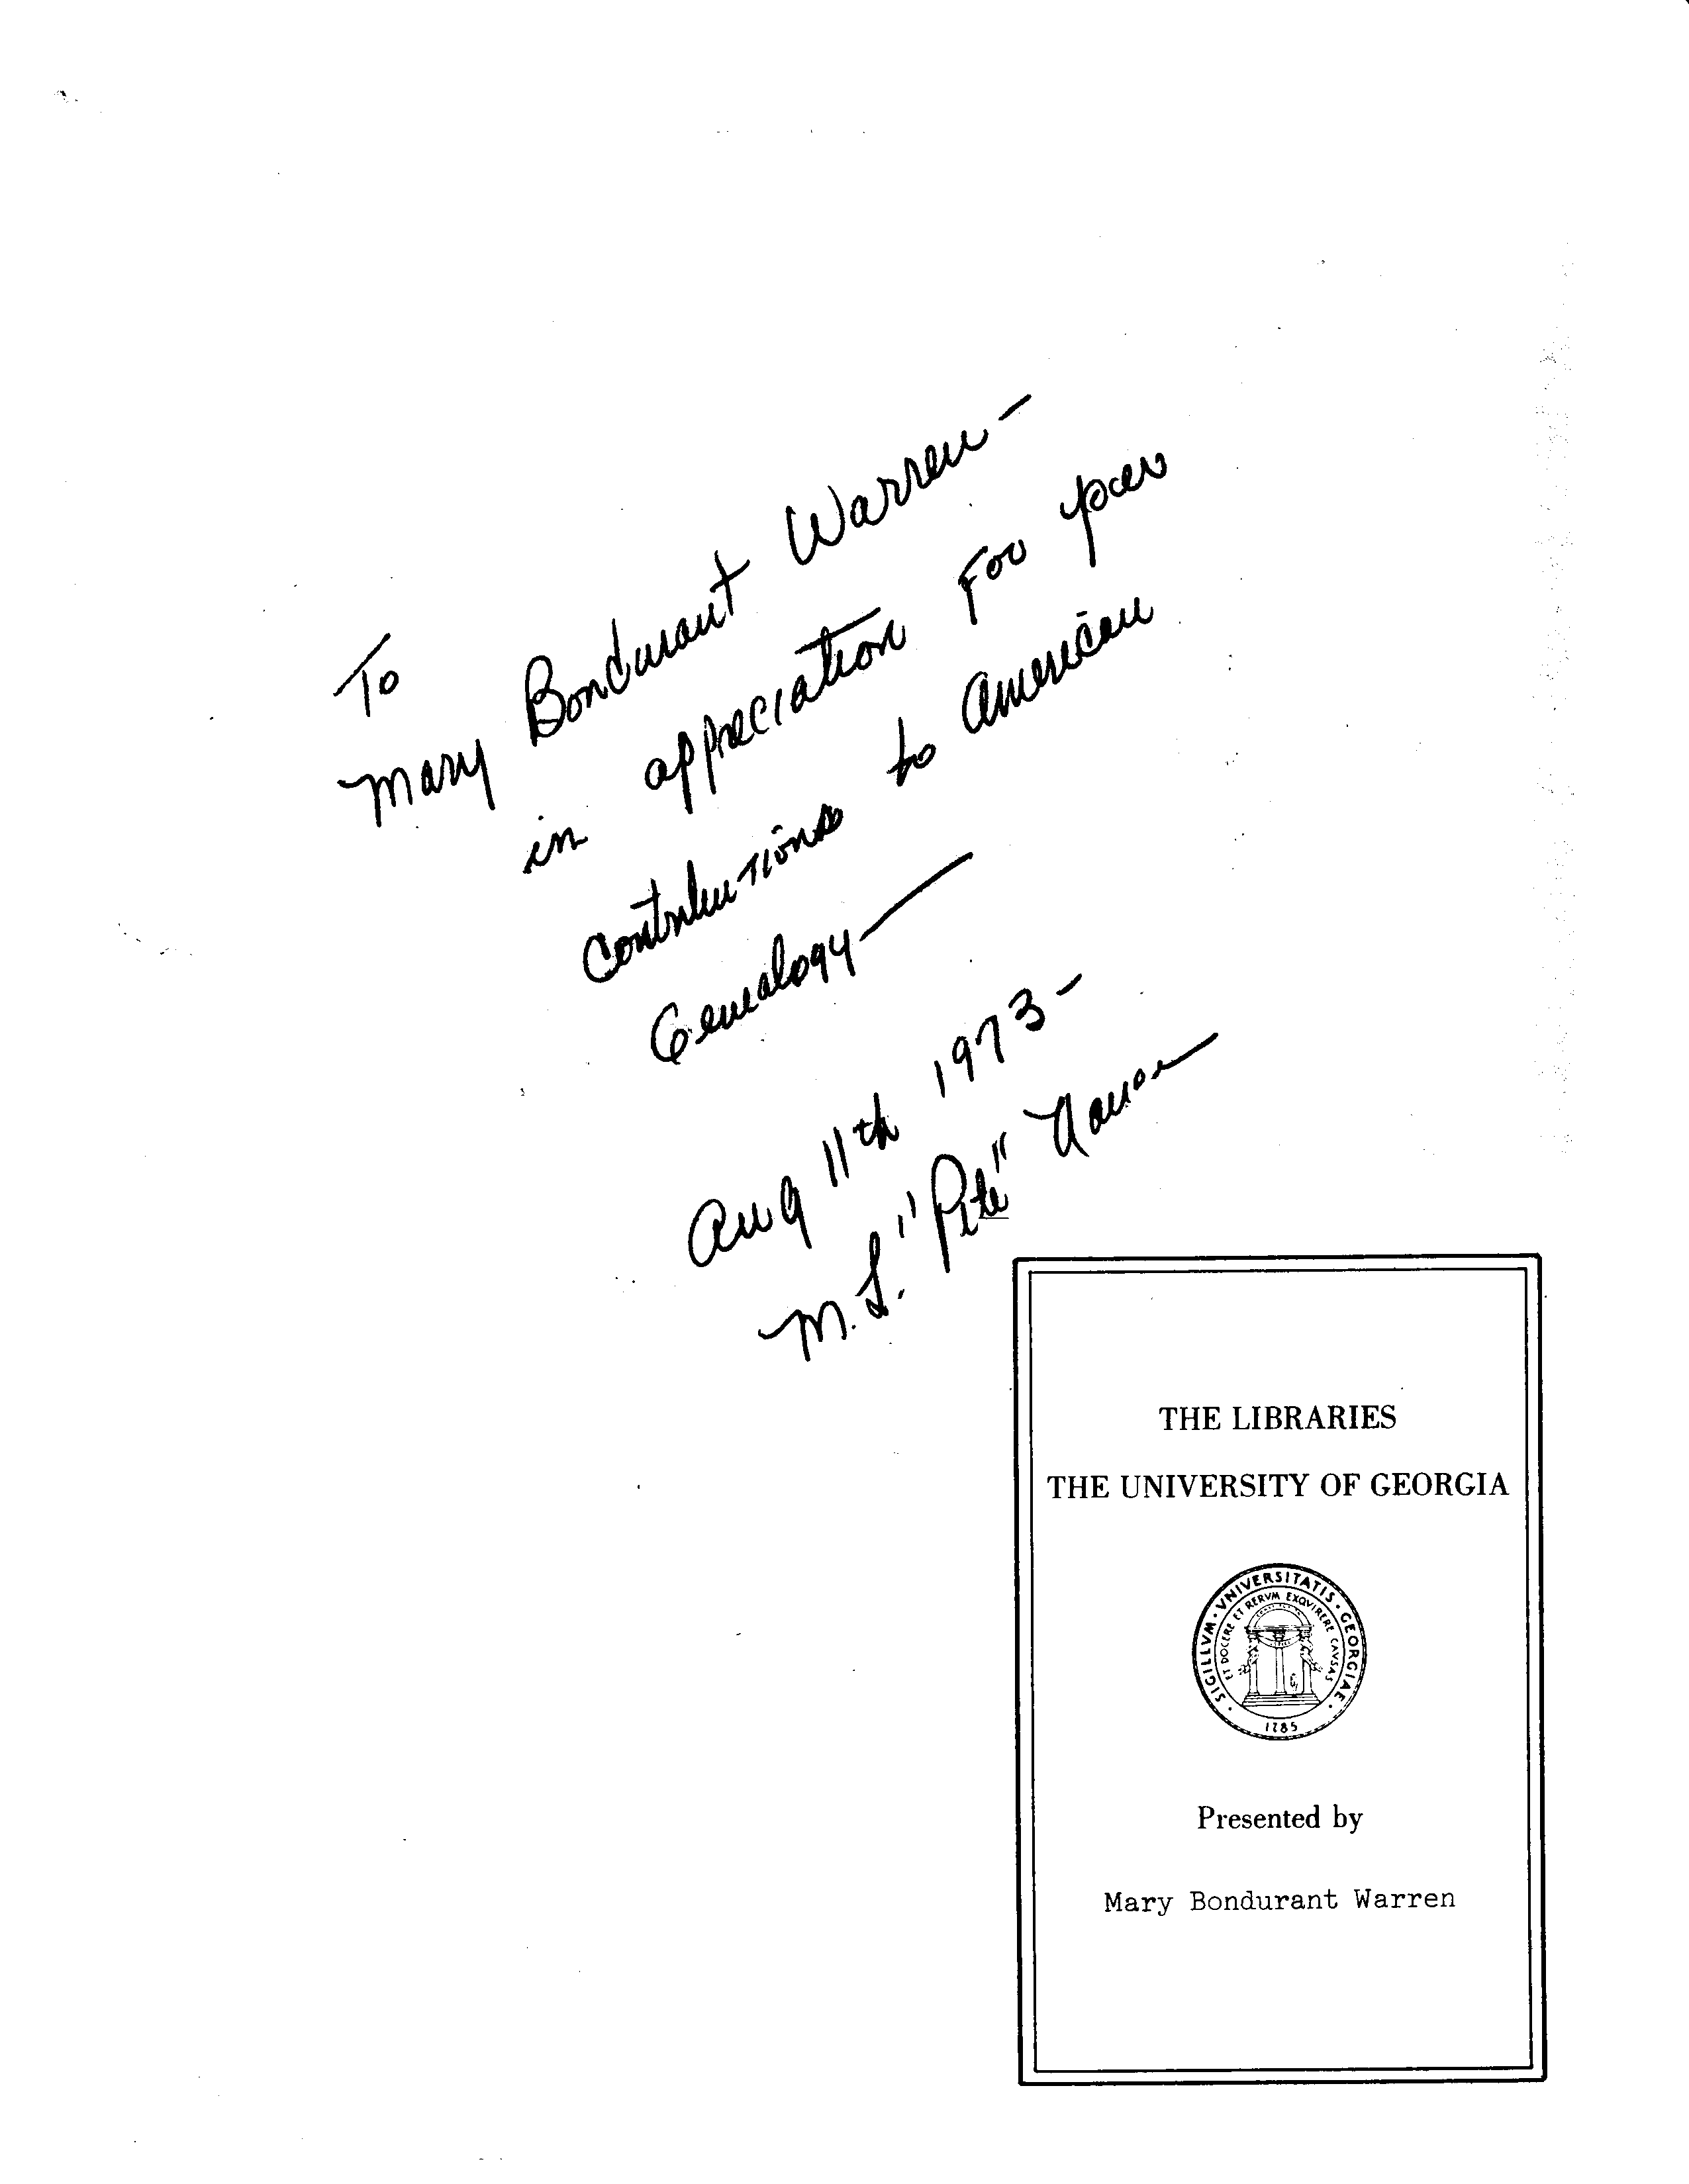 To
Mary Bondurant Warren —
in appreciation for your
contributions to American
Genealogy —
Aug 11th 1973 -
M. L. "Pete"
THE LIBRARIES
THE UNIVERSITY OF GEORGIA
SIGILLVM · VNIVERSITATIS · GEORGIAE ·
ET DOCERE ET RERVM EXQVIRERE CAVSAS
1785
Presented by
Mary Bondurant Warren